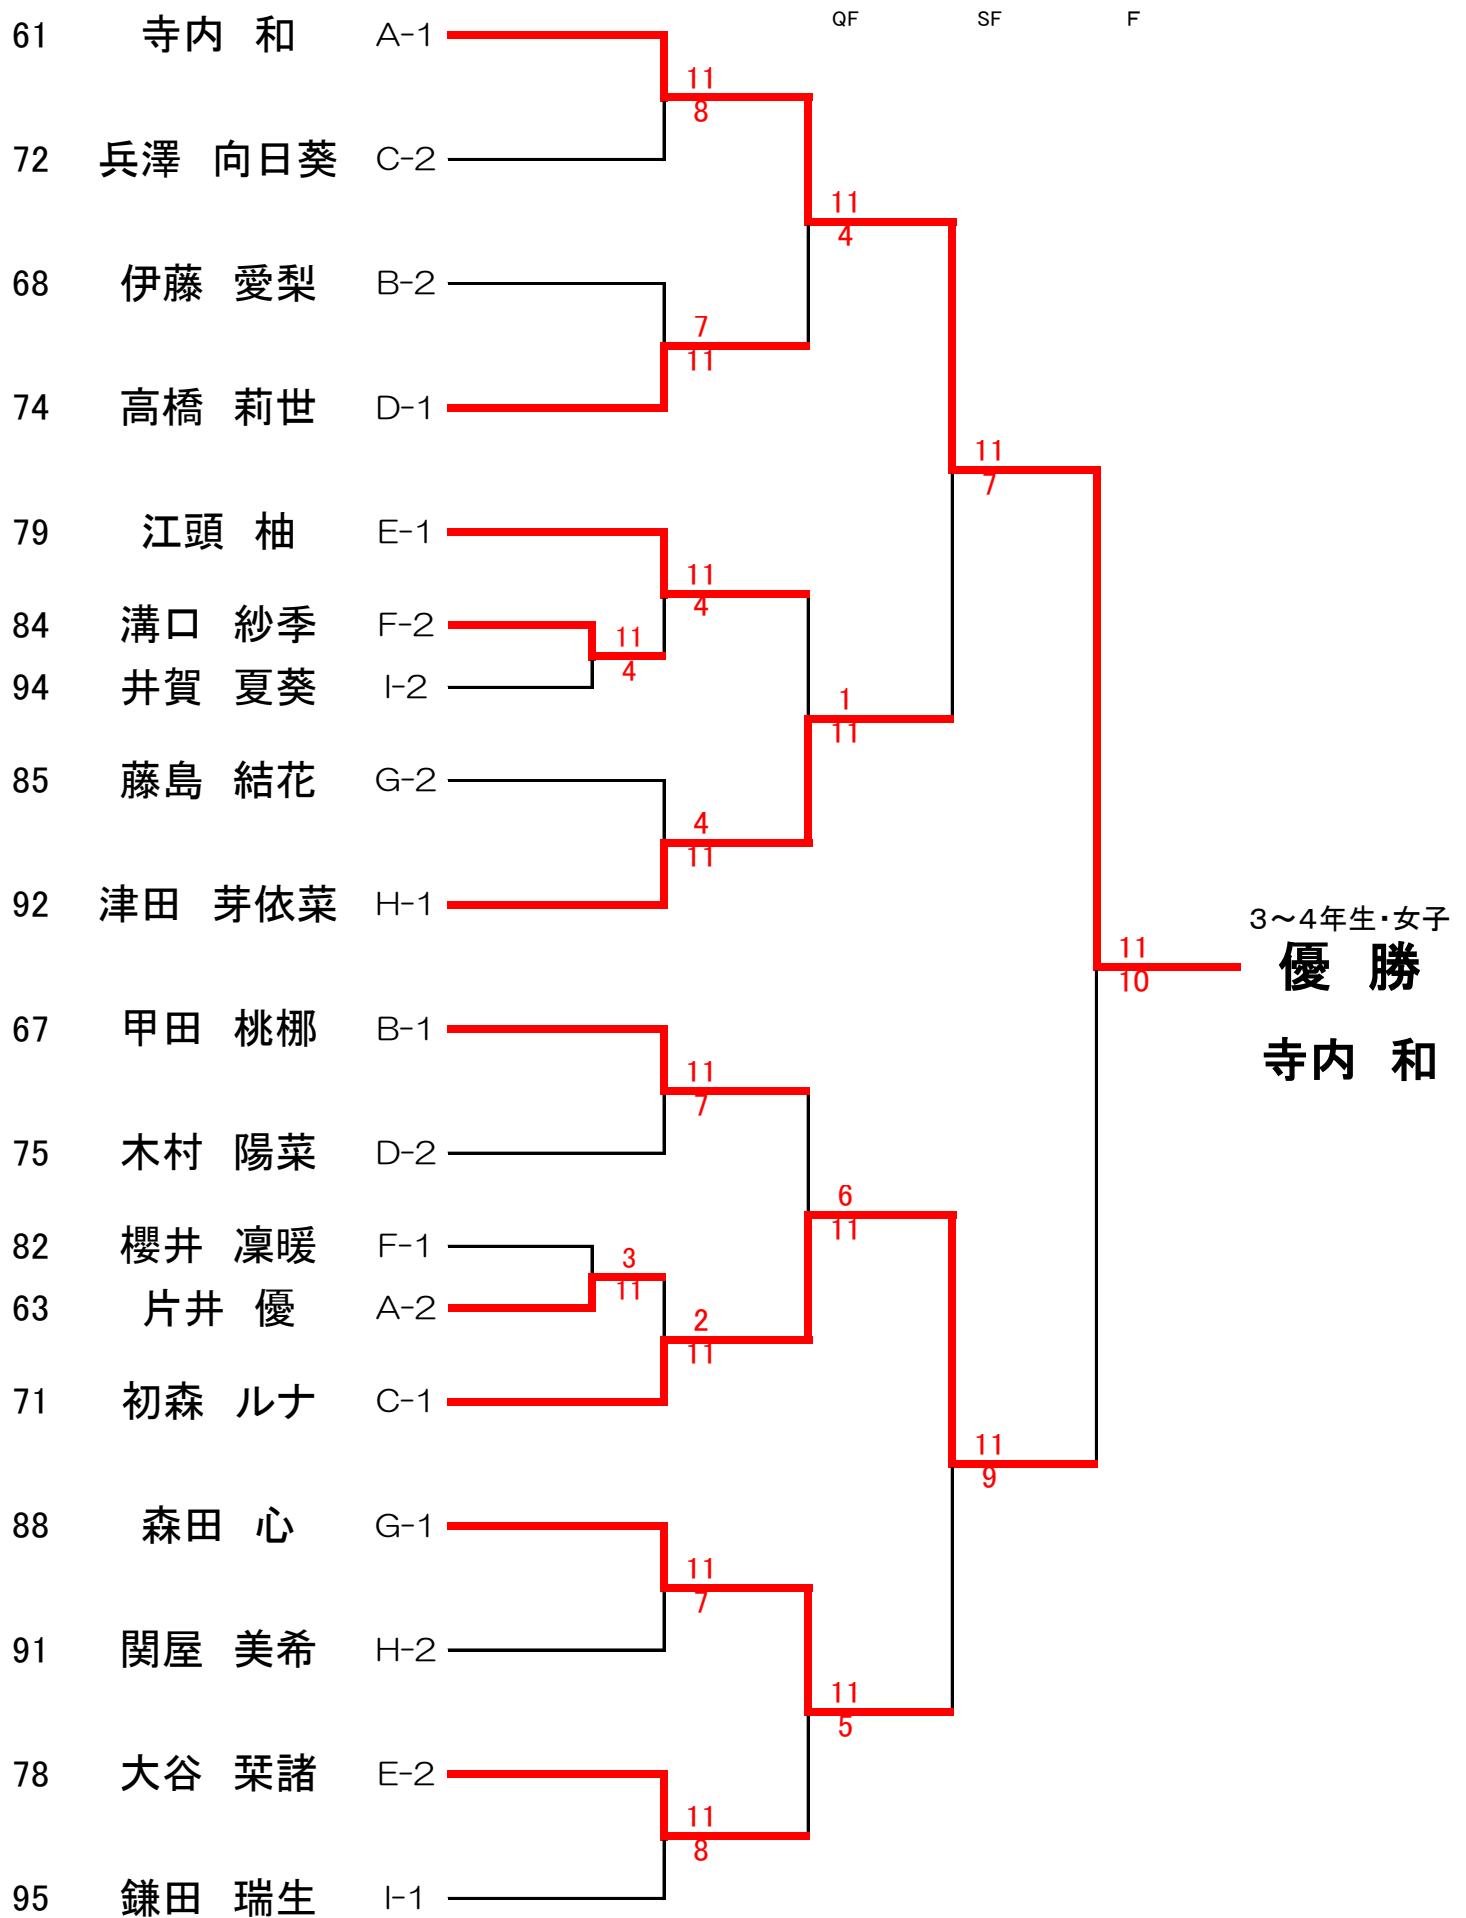 QF SF F
61 寺内 和 A-1
11
8
72 兵澤 向日葵 C-2
11
4
68 伊藤 愛梨 B-2
7
11
74 高橋 莉世 D-1
11
7
79 江頭 柚 E-1
11
4
84 溝口 紗季 F-2
11
4
94 井賀 夏葵 I-2
1
11
85 藤島 結花 G-2
4
11
92 津田 芽依菜 H-1
3～4年生・女子
11
10
優 勝
寺内 和
67 甲田 桃梛 B-1
11
7
75 木村 陽菜 D-2
6
11
82 櫻井 凜暖 F-1
3
11
63 片井 優 A-2
2
11
71 初森 ルナ C-1
11
9
88 森田 心 G-1
11
7
91 関屋 美希 H-2
11
5
78 大谷 栞諸 E-2
11
8
95 鎌田 瑞生 I-1